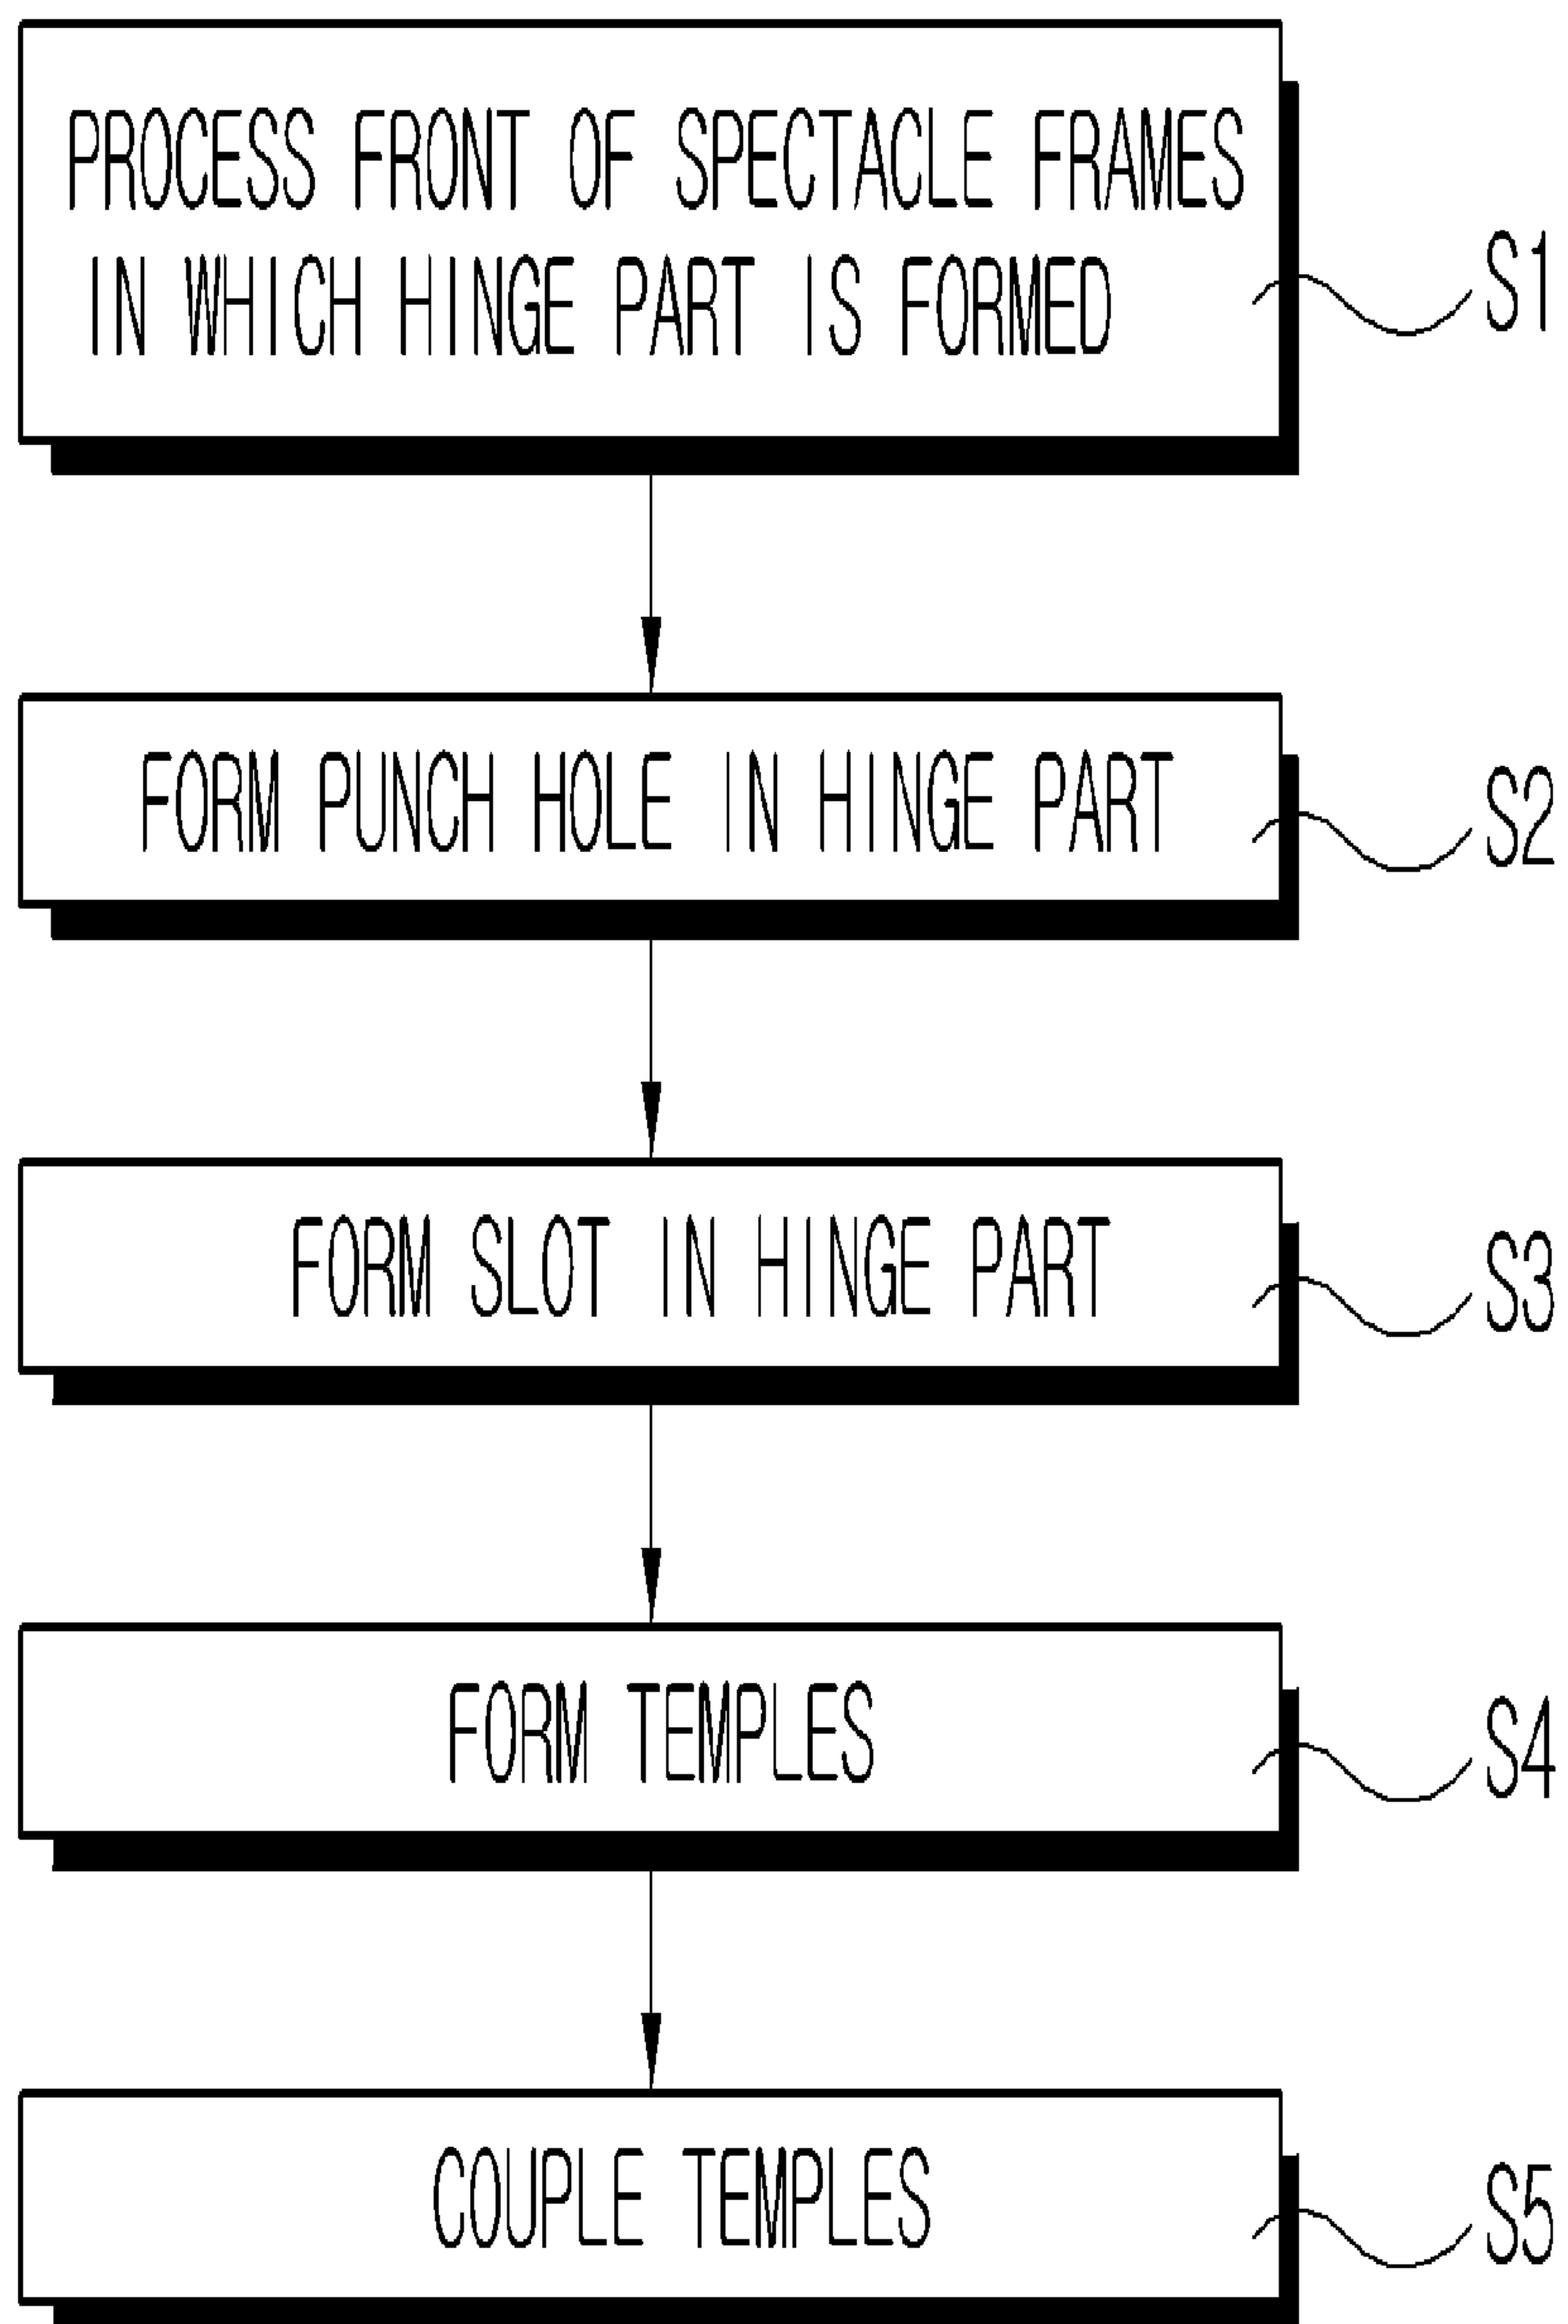 PROCESS FRONT OF SPECTACLE FRAMES
IN WHICH HINGE PART IS FORMED
S1
FORM PUNCH HOLE IN HINGE PART
S2
FORM SLOT IN HINGE PART
S3
FORM TEMPLES
S4
COUPLE TEMPLES
S5